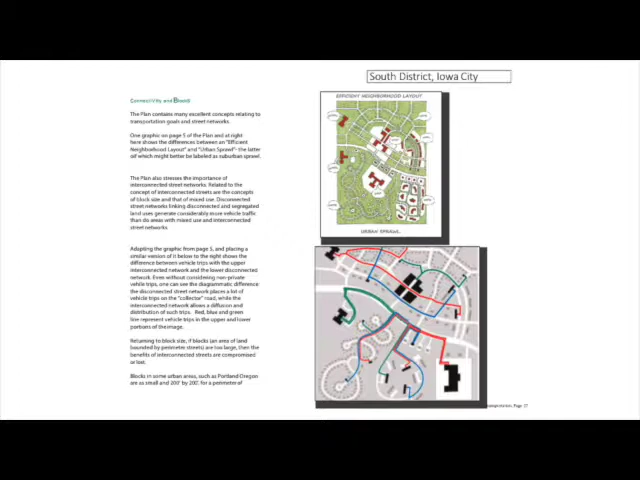 South District, Iowa City
Connectivity and
The Plan contains many excellent concepts relating to
transportation goals and street networks.
One graphic on page 5 of the Plan and at right
here shows the differences between an "Efficient
Neighborhood Layout" and "Urban Sprawl"- the latter
of which might better be labeled as suburban sprawl.
The Plan also stresses the importance of
interconnected street networks. Related to the
concept of interconnected streets are the concepts
of block size and that of mixed use. Disconnected
street networks linking disconnected and segregated
land uses generate considerably more vehicle traffic
than do areas with mixed use and interconnected
street networks.
Adapting the graphic from page 5, and placing a
similar version of it below to the right shows the
difference between vehicle trips with the upper
interconnected network and the lower disconnected
network. Even without considering non-private
vehile trips, one can see the diagrammatic difference
the disconnected street network places a lot of
vehicle trips on the "collector" road, while the
interconnected network allows a diffusion and
distribution of such trips. Red, blue and green
line represent vehicle trips in the upper and lower
portions of the image.
Returning to block size, if blocks (an area of land
bounded by perimeter streets) are too large, then the
benefits of interconnected streets are compromised
or lost.
Blocks in some urban areas, such as Portland Oregon
are as small and 200' by 200' for a perimeter of
EFFICIENT NEIGHBORHOOD LAYOUT
URBAN SPRAWL
Page 27